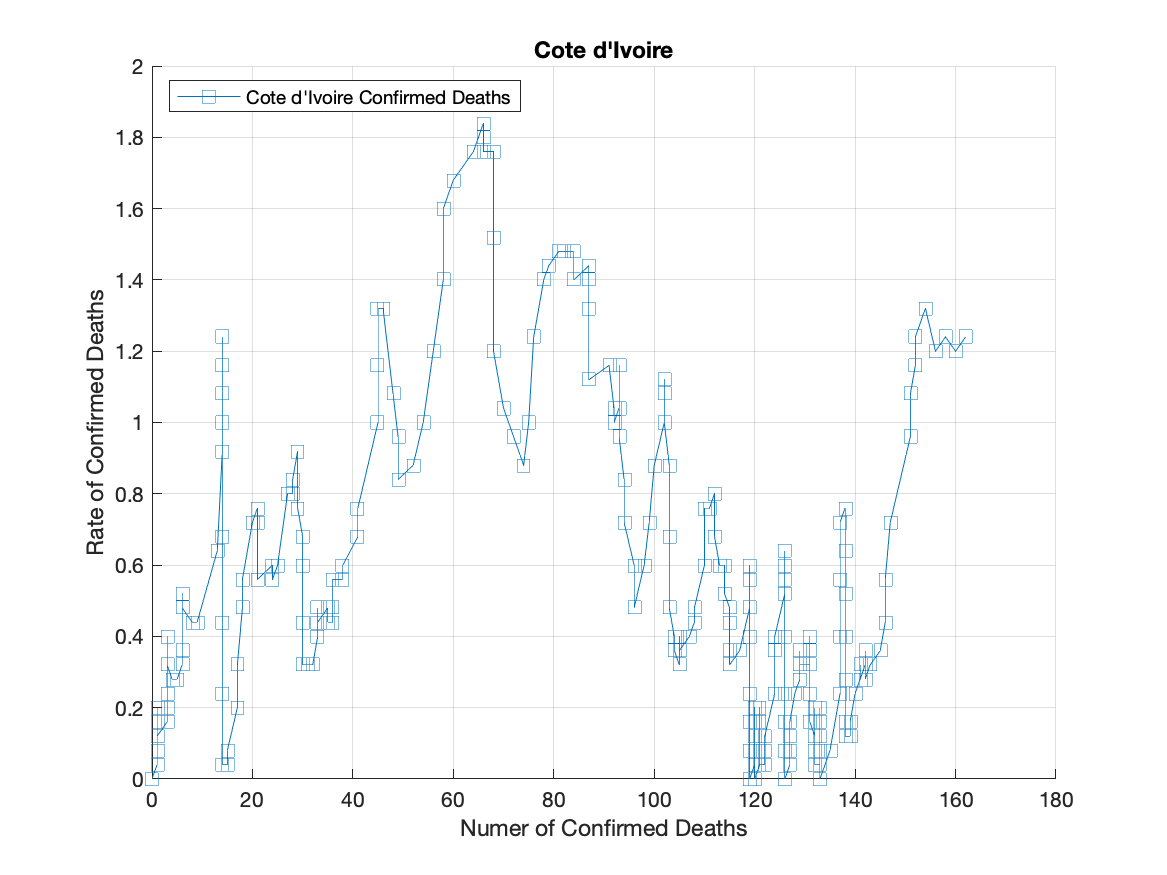 Cote d'Ivoire
Cote d'Ivoire Confirmed Deaths
Rate of Confirmed Deaths
2
1.8
1.6
1.4
1.2
1
0.8
0.6
0.4
0.2
0
0 20 40 60 80 100 120 140 160 180
Numer of Confirmed Deaths